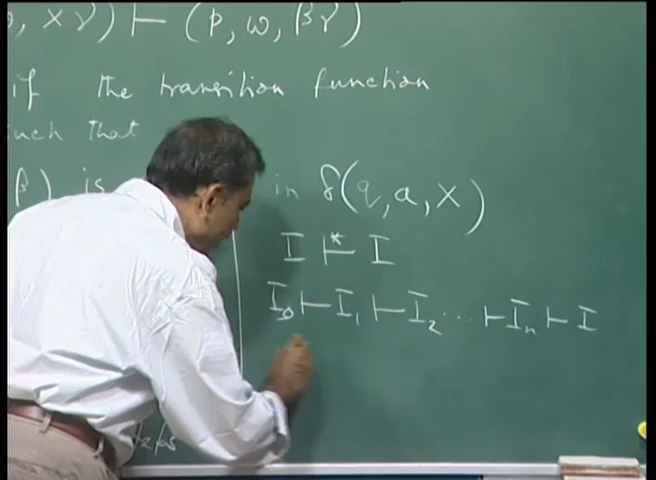 , Xγ) ⊢ (p, ω, βγ)
if the transition function
such that
β) is in δ(q, a, X)
I ⊢* I
I₀ ⊢ I₁ ⊢ I₂ ... ⊢ Iₙ ⊢ I